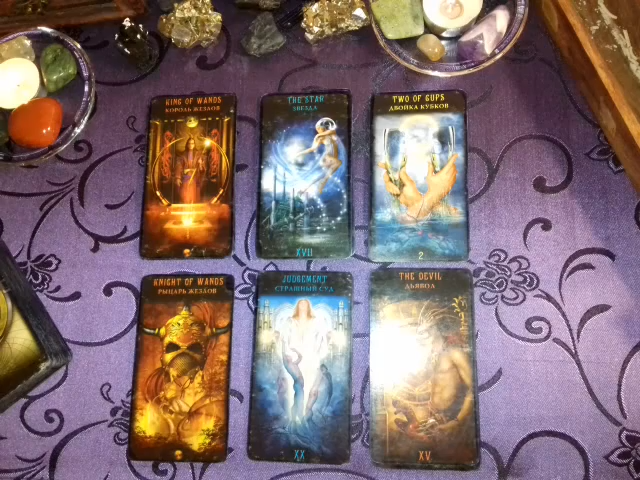 KING OF WANDS
КОРОЛЬ ЖЕЗЛОВ
THE STAR
ЗВЕЗДА
XVII
TWO OF CUPS
ДВОЙКА КУБКОВ
2
KNIGHT OF WANDS
РЫЦАРЬ ЖЕЗЛОВ
JUDGEMENT
СТРАШНЫЙ СУД
XX
THE DEVIL
ДЬЯВОЛ
XV